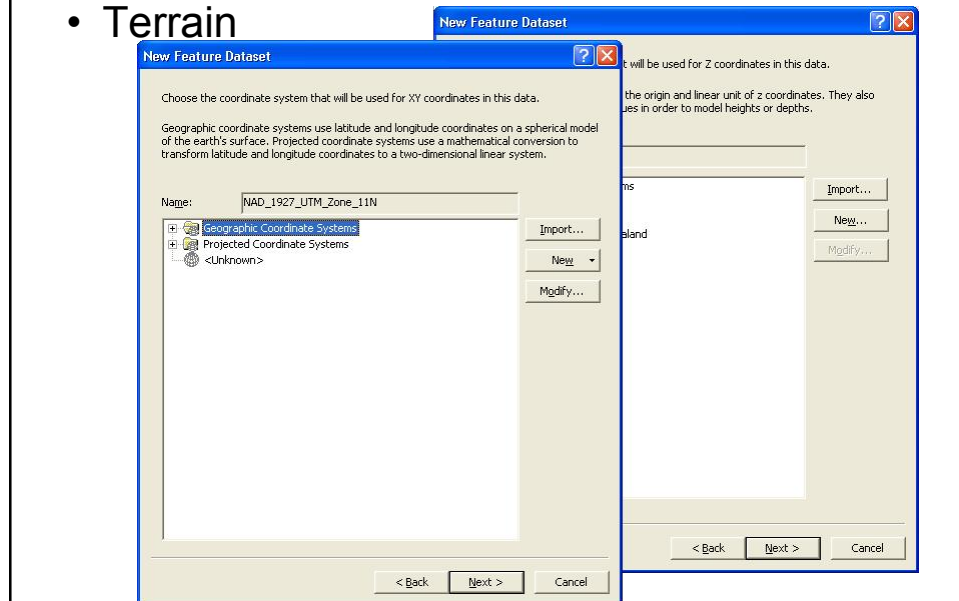 • Terrain
New Feature Dataset
Choose the coordinate system that will be used for XY coordinates in this data.
Geographic coordinate systems use latitude and longitude coordinates on a spherical model
of the earth's surface. Projected coordinate systems use a mathematical conversion to
transform latitude and longitude coordinates to a two-dimensional linear system.
Name: NAD_1927_UTM_Zone_11N
Geographic Coordinate Systems
Projected Coordinate Systems
<Unknown>
Import...
New
Modify...
< Back Next > Cancel
New Feature Dataset
t will be used for Z coordinates in this data.
the origin and linear unit of z coordinates. They also
ues in order to model heights or depths.
ms
aland
Import...
New...
Modify...
< Back Next > Cancel